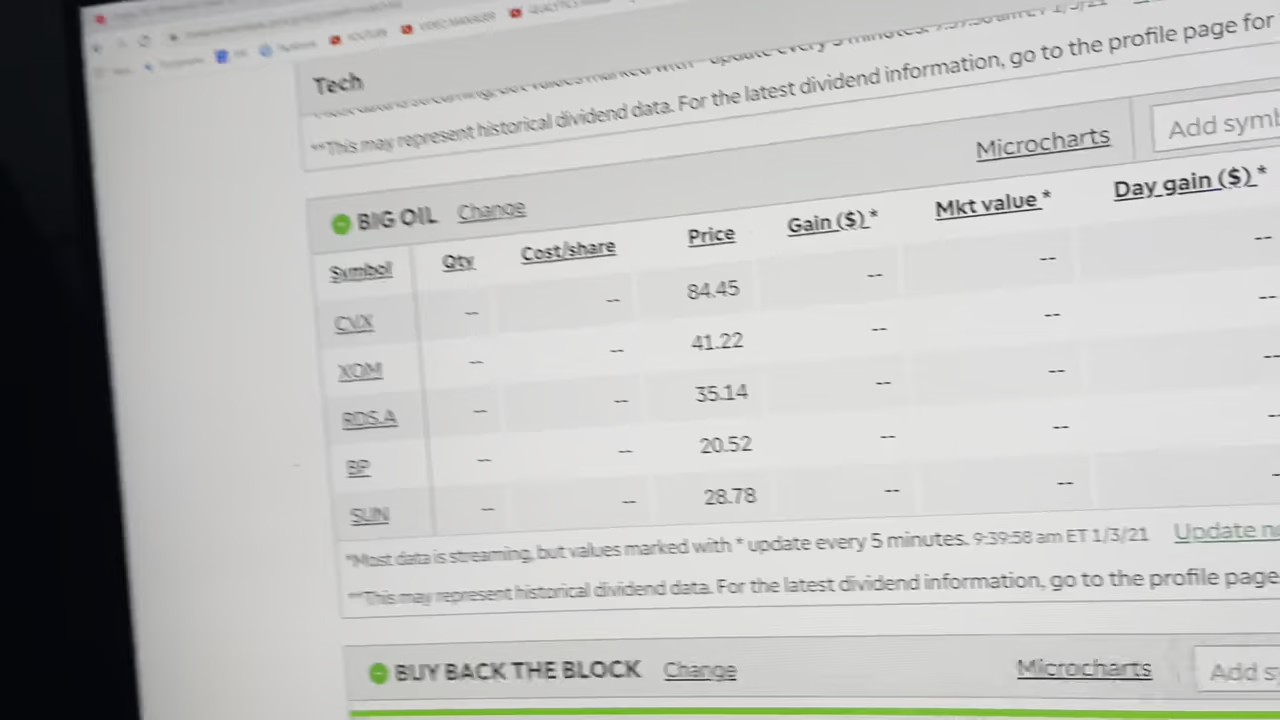 Tech
**This may represent historical dividend data. For the latest dividend information, go to the profile page for
BIG OIL Change Microcharts Add symb
Symbol Qty Cost/share Price Gain ($)* Mkt value * Day gain ($) *
CVX -- -- 84.45 -- -- --
XOM -- -- 41.22 -- -- --
RDS.A -- -- 35.14 -- -- --
BP -- -- 20.52 -- -- --
SUN -- -- 28.78 -- -- --
*Most data is streaming, but values marked with * update every 5 minutes. 9:39:58 am ET 1/3/21 Update n
**This may represent historical dividend data. For the latest dividend information, go to the profile page
BUY BACK THE BLOCK Change Microcharts Add s